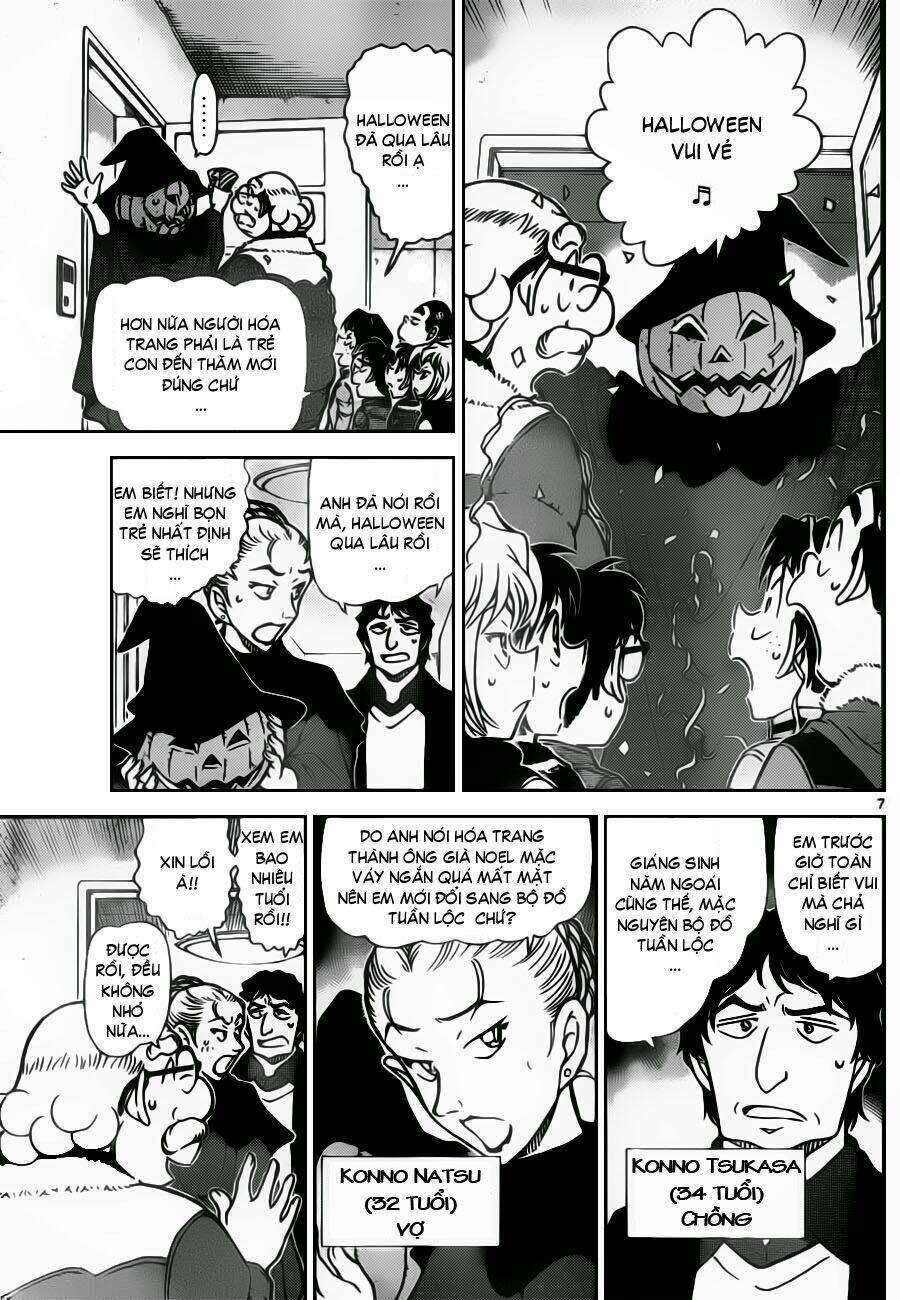 HALLOWEEN
VUI VẺ
♫
HALLOWEEN
ĐÃ QUA LÂU
RỒI Ạ
...
......
HƠN NỮA NGƯỜI HÓA
TRANG PHẢI LÀ TRẺ
CON ĐẾN THĂM MỚI
ĐÚNG CHỨ
...
ANH ĐÃ NÓI RỒI
MÀ, HALLOWEEN
QUA LÂU RỒI
...
EM BIẾT! NHƯNG
EM NGHĨ BỌN
TRẺ NHẤT ĐỊNH
SẼ THÍCH
...
7
EM TRƯỚC
GIỜ TOÀN
CHỈ BIẾT VUI
MÀ CHẢ
NGHĨ GÌ
...
GIÁNG SINH
NĂM NGOÁI
CŨNG THẾ, MẶC
NGUYÊN BỘ ĐỒ
TUẦN LỘC
...
KONNO TSUKASA
(34 TUỔI)
CHỒNG
DO ANH NÓI HÓA TRANG
THÀNH ÔNG GIÀ NOEL MẶC
VÁY NGẮN QUÁ MẤT MẶT
NÊN EM MỚI ĐỔI SANG BỘ ĐỒ
TUẦN LỘC CHỨ?
KONNO NATSU
(32 TUỔI)
VỢ
XEM EM
BAO
NHIÊU
TUỔI
RỒI!!
XIN LỖI
À!!
ĐƯỢC
RỒI, ĐỀU
KHÔNG
NHỎ
NỮA...